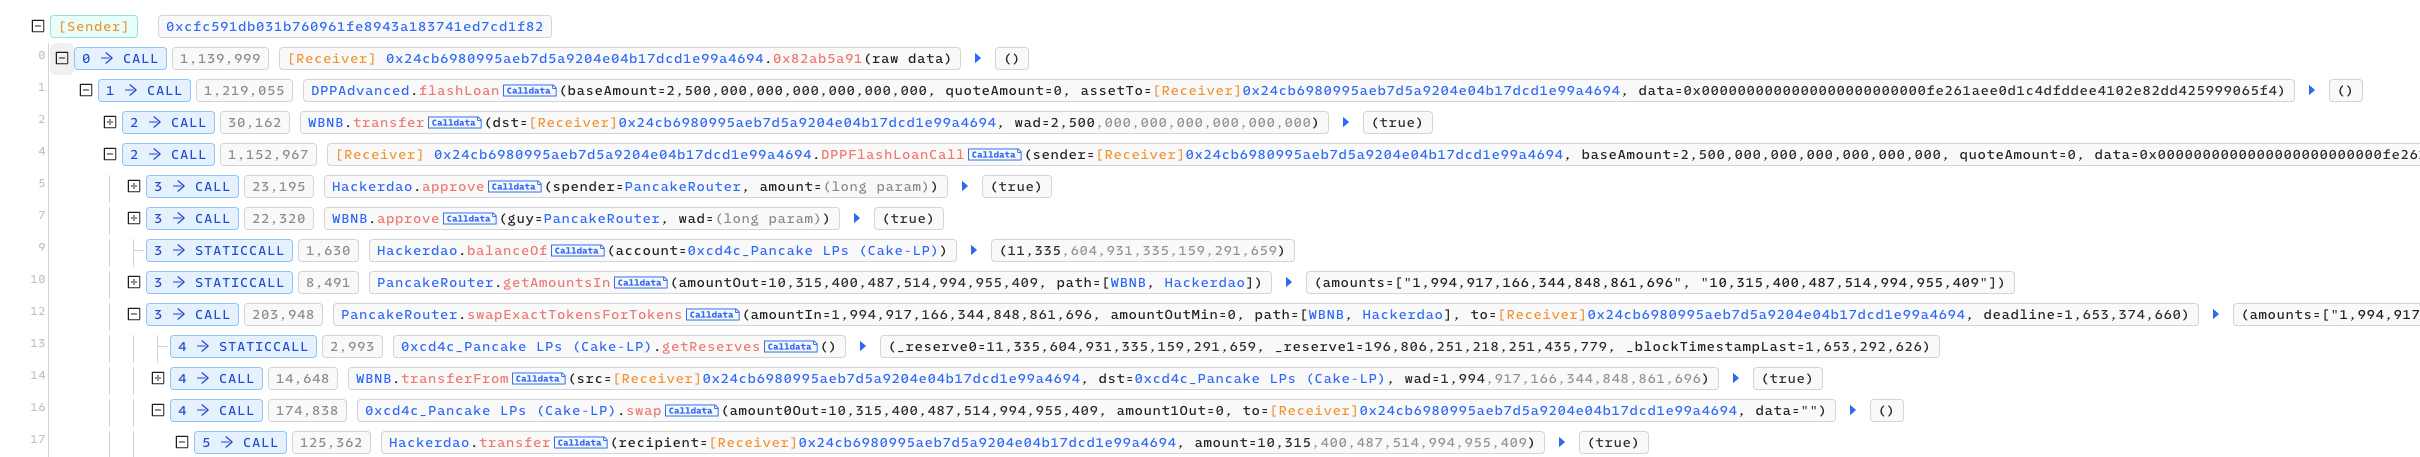 [Sender] 0xcfc591db031b760961fe8943a183741ed7cd1f82
0 0 → CALL 1,139,999 [Receiver] 0x24cb6980995aeb7d5a9204e04b17dcd1e99a4694.0x82ab5a91(raw data) ()
1 1 → CALL 1,219,055 DPPAdvanced.flashLoan Calldata (baseAmount=2,500,000,000,000,000,000,000, quoteAmount=0, assetTo=[Receiver]0x24cb6980995aeb7d5a9204e04b17dcd1e99a4694, data=0x000000000000000000000000fe261aee0d1c4dfddee4102e82dd425999065f4) ()
2 2 → CALL 30,162 WBNB.transfer Calldata (dst=[Receiver]0x24cb6980995aeb7d5a9204e04b17dcd1e99a4694, wad=2,500,000,000,000,000,000,000) (true)
4 2 → CALL 1,152,967 [Receiver] 0x24cb6980995aeb7d5a9204e04b17dcd1e99a4694.DPPFlashLoanCall Calldata (sender=[Receiver]0x24cb6980995aeb7d5a9204e04b17dcd1e99a4694, baseAmount=2,500,000,000,000,000,000,000, quoteAmount=0, data=0x000000000000000000000000fe26
5 3 → CALL 23,195 Hackerdao.approve Calldata (spender=PancakeRouter, amount=(long param)) (true)
7 3 → CALL 22,320 WBNB.approve Calldata (guy=PancakeRouter, wad=(long param)) (true)
9 3 → STATICCALL 1,630 Hackerdao.balanceOf Calldata (account=0xcd4c_Pancake LPs (Cake-LP)) (11,335,604,931,335,159,291,659)
10 3 → STATICCALL 8,491 PancakeRouter.getAmountsIn Calldata (amountOut=10,315,400,487,514,994,955,409, path=[WBNB, Hackerdao]) (amounts=["1,994,917,166,344,848,861,696", "10,315,400,487,514,994,955,409"])
12 3 → CALL 203,948 PancakeRouter.swapExactTokensForTokens Calldata (amountIn=1,994,917,166,344,848,861,696, amountOutMin=0, path=[WBNB, Hackerdao], to=[Receiver]0x24cb6980995aeb7d5a9204e04b17dcd1e99a4694, deadline=1,653,374,660) (amounts=["1,994,917
13 4 → STATICCALL 2,993 0xcd4c_Pancake LPs (Cake-LP).getReserves Calldata () (_reserve0=11,335,604,931,335,159,291,659, _reserve1=196,806,251,218,251,435,779, _blockTimestampLast=1,653,292,626)
14 4 → CALL 14,648 WBNB.transferFrom Calldata (src=[Receiver]0x24cb6980995aeb7d5a9204e04b17dcd1e99a4694, dst=0xcd4c_Pancake LPs (Cake-LP), wad=1,994,917,166,344,848,861,696) (true)
16 4 → CALL 174,838 0xcd4c_Pancake LPs (Cake-LP).swap Calldata (amount0Out=10,315,400,487,514,994,955,409, amount1Out=0, to=[Receiver]0x24cb6980995aeb7d5a9204e04b17dcd1e99a4694, data="") ()
17 5 → CALL 125,362 Hackerdao.transfer Calldata (recipient=[Receiver]0x24cb6980995aeb7d5a9204e04b17dcd1e99a4694, amount=10,315,400,487,514,994,955,409) (true)